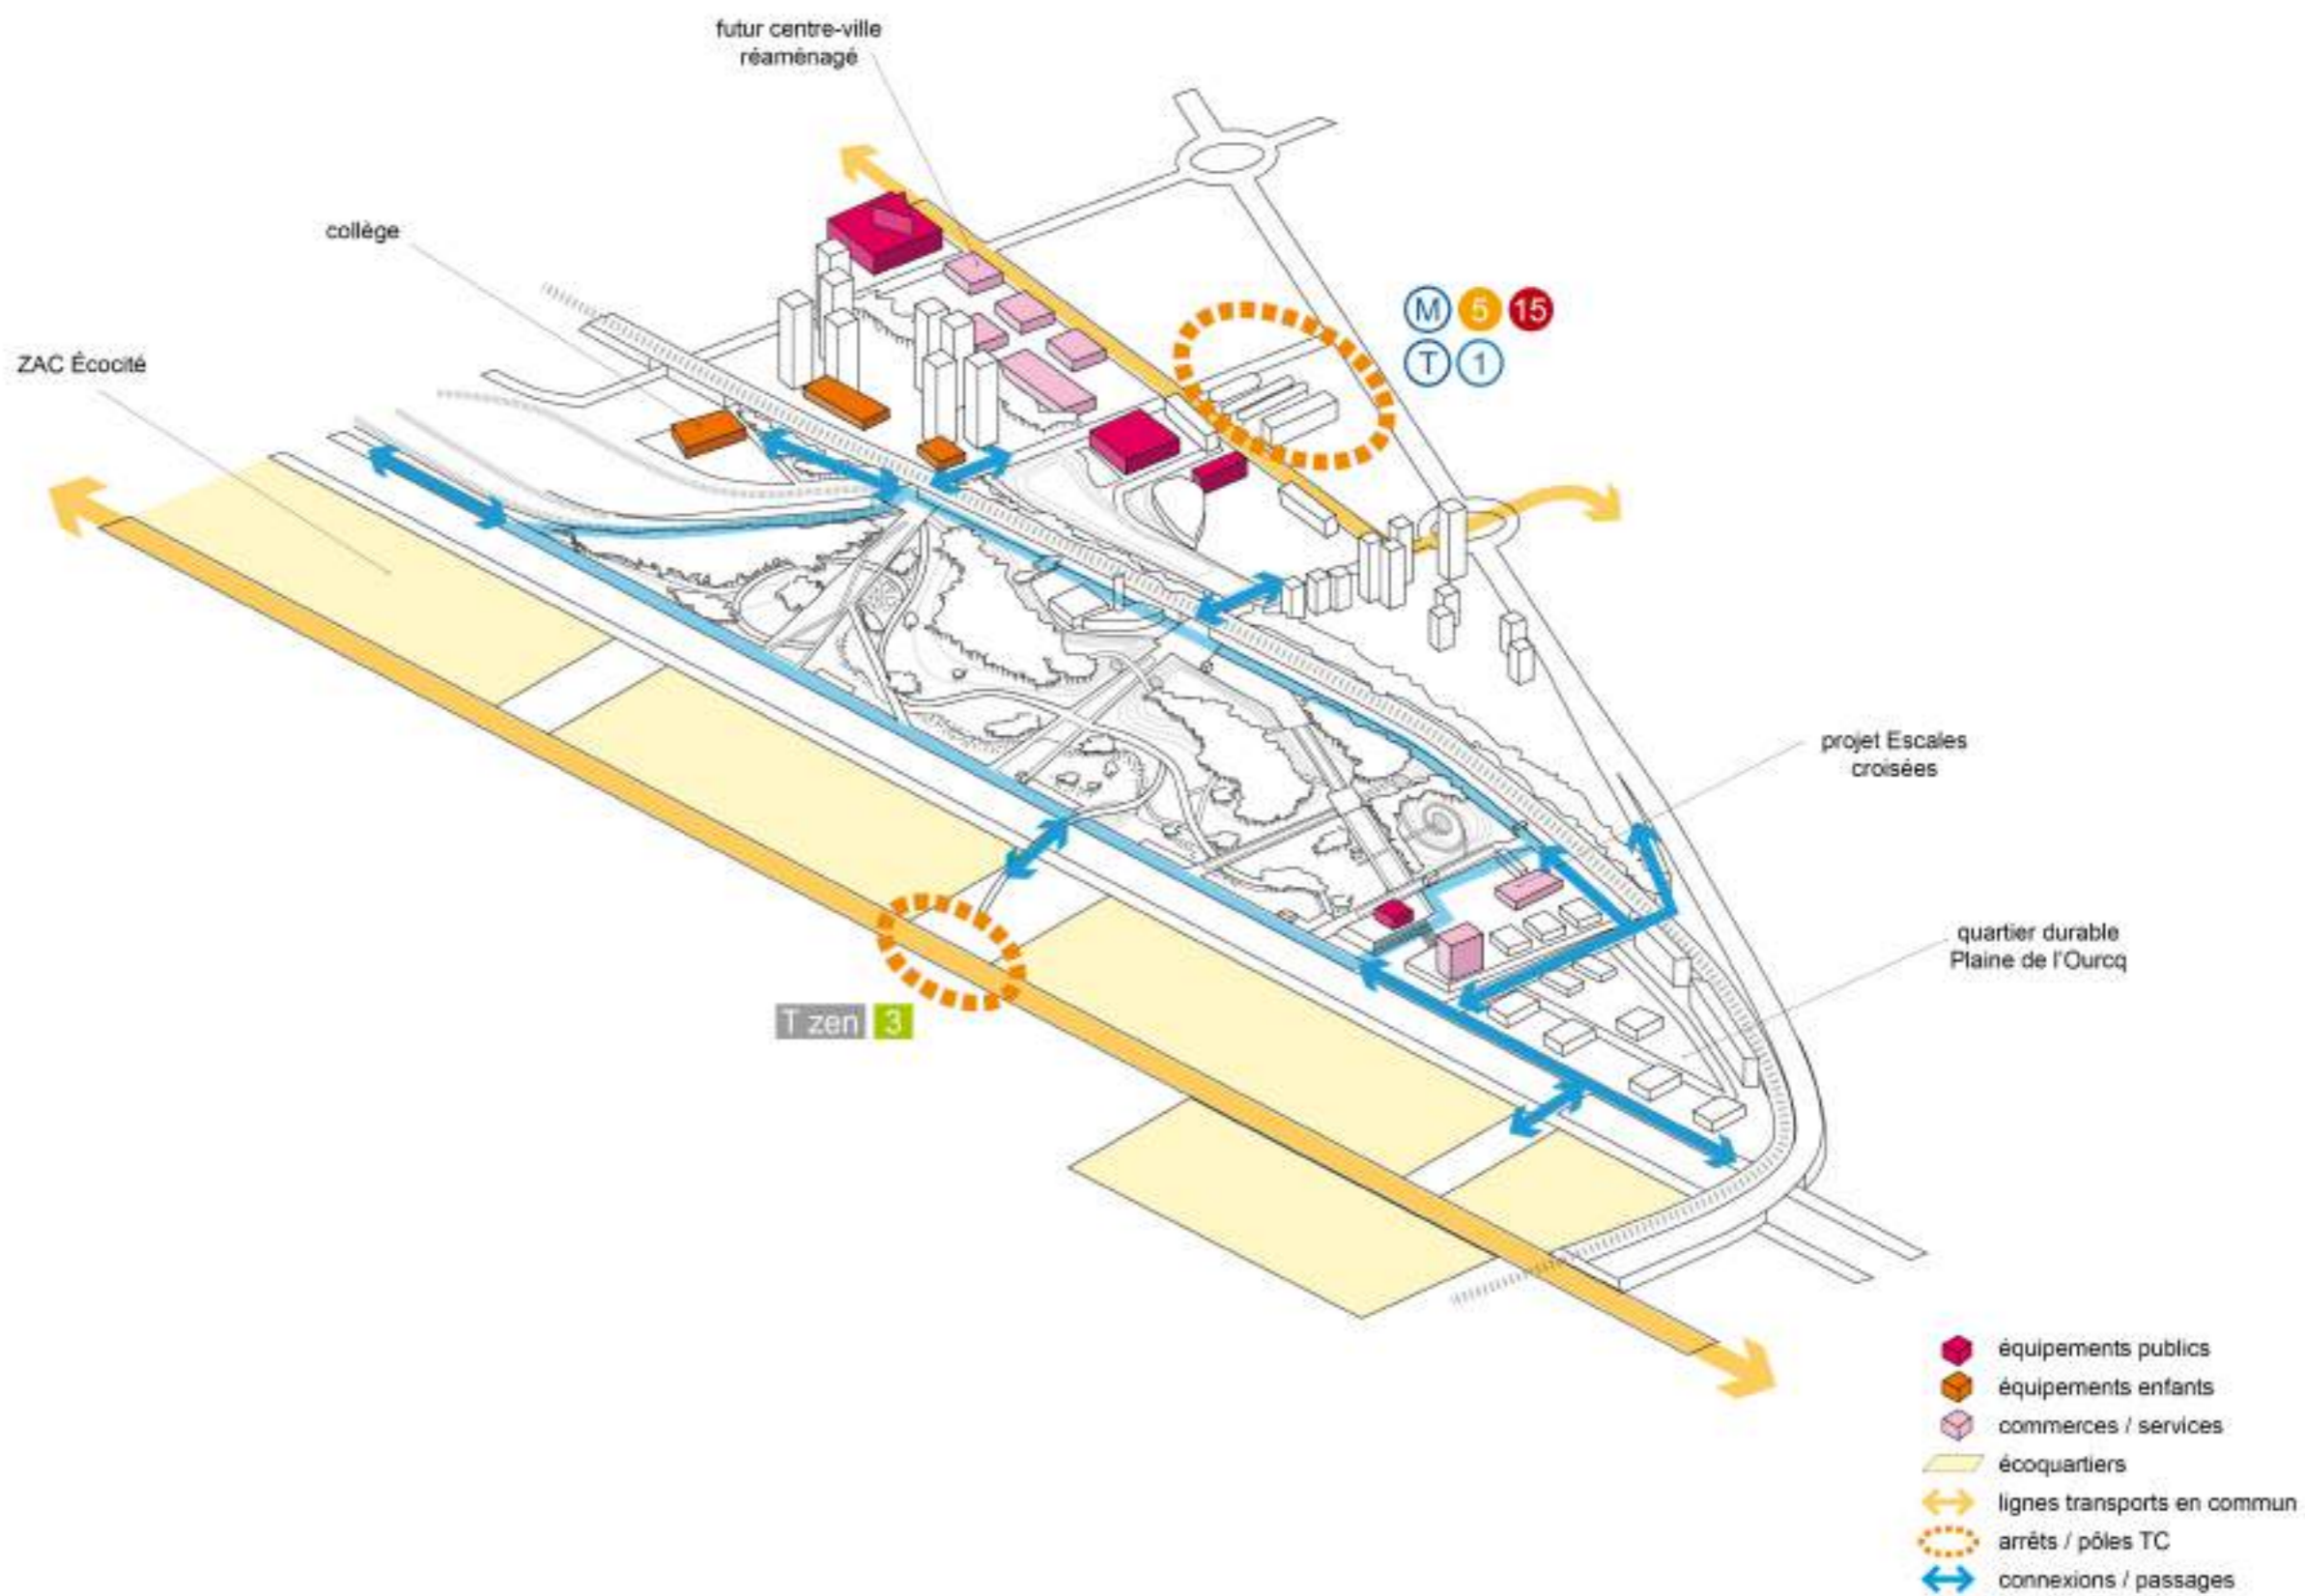 futur centre-ville
réaménagé
collège
ZAC Écocité
M 5 15
T 1
projet Escales
croisées
quartier durable
Plaine de l'Ourcq
T zen 3
équipements publics
équipements enfants
commerces / services
écoquartiers
lignes transports en commun
arrêts / pôles TC
connexions / passages